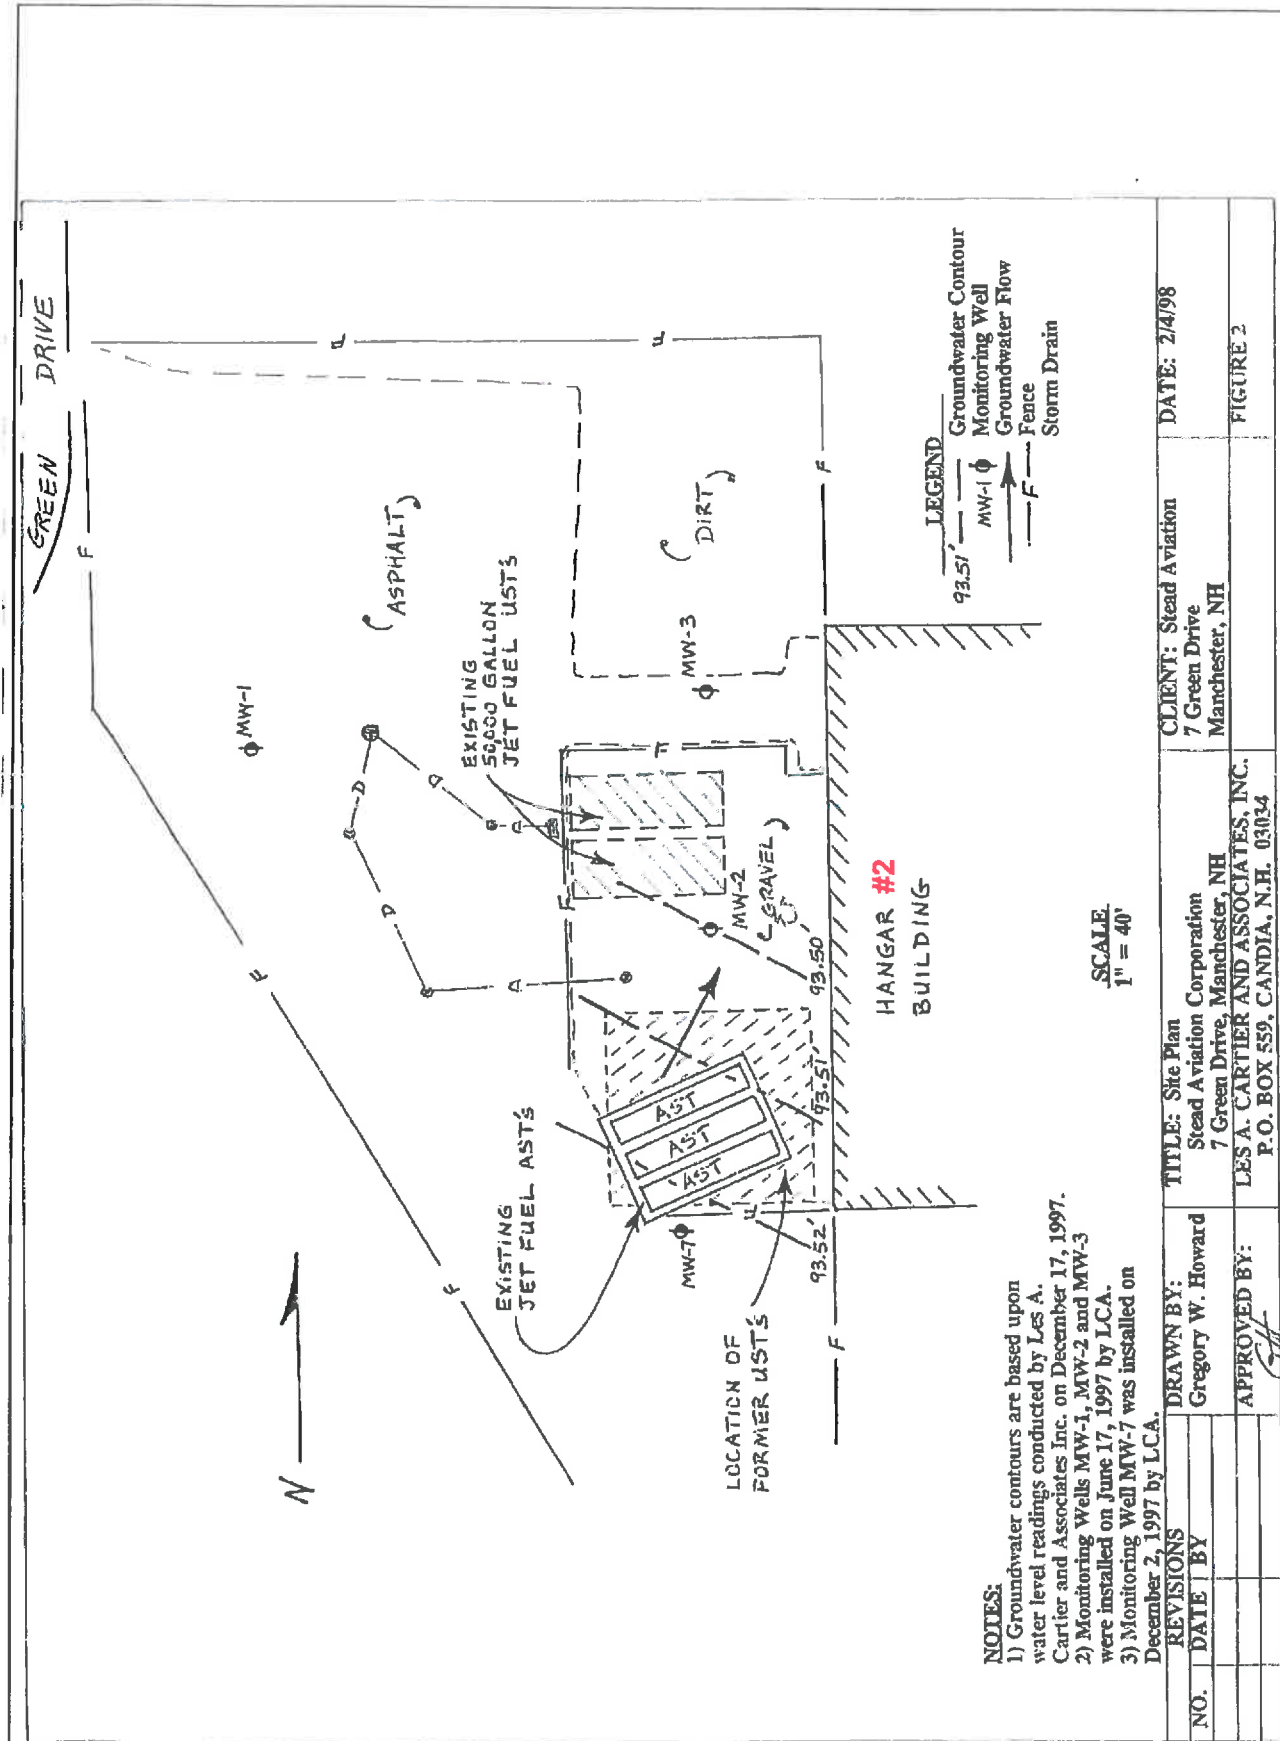 GREEN DRIVE
F
F
F
F
F
F
N
MW-1
(ASPHALT)
D
D
D
D
D
EXISTING
50,000 GALLON
JET FUEL UST'S
F
F
MW-3
(DIRT)
F
MW-2
(GRAVEL)
EXISTING
JET FUEL AST'S
AST
AST
AST
MW-7
F
LOCATION OF
FORMER UST'S
93.52'
93.51'
93.50
F
HANGAR #2
BUILDING
LEGEND
93.51' Groundwater Contour
MW-1 Monitoring Well
Groundwater Flow
F Fence
Storm Drain
SCALE
1" = 40'
NOTES:
1) Groundwater contours are based upon
water level readings conducted by Les A.
Cartier and Associates Inc. on December 17, 1997.
2) Monitoring Wells MW-1, MW-2 and MW-3
were installed on June 17, 1997 by LCA.
3) Monitoring Well MW-7 was installed on
December 2, 1997 by LCA.
REVISIONS
NO. DATE BY
DRAWN BY:
Gregory W. Howard
APPROVED BY:
TITLE: Site Plan
Stead Aviation Corporation
7 Green Drive, Manchester, NH
LES A. CARTIER AND ASSOCIATES, INC.
P.O. BOX 559, CANDIA, N.H. 03034
CLIENT: Stead Aviation
7 Green Drive
Manchester, NH
DATE: 2/4/98
FIGURE 2